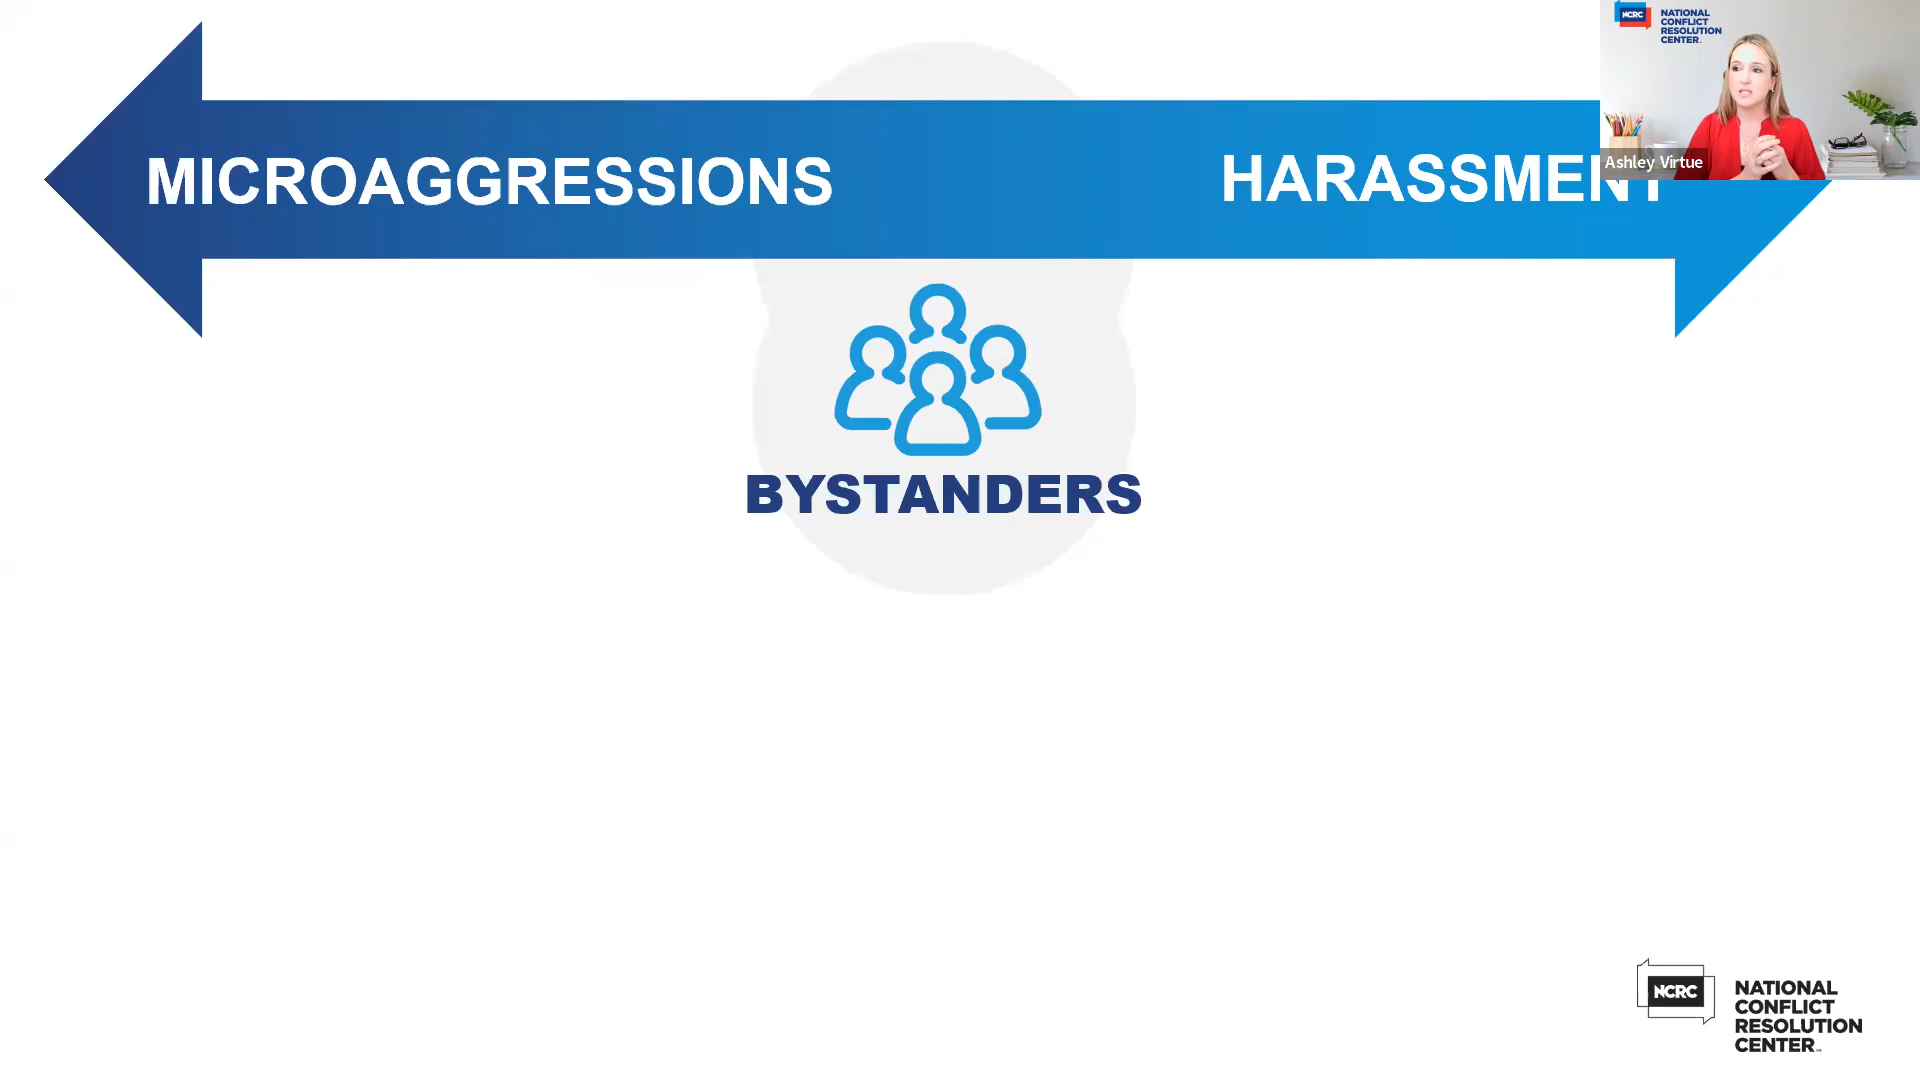 NCRC
NATIONAL
CONFLICT
RESOLUTION
CENTER
MICROAGGRESSIONS
HARASSMENT
Ashley Virtue
BYSTANDERS
NCRC
NATIONAL
CONFLICT
RESOLUTION
CENTER